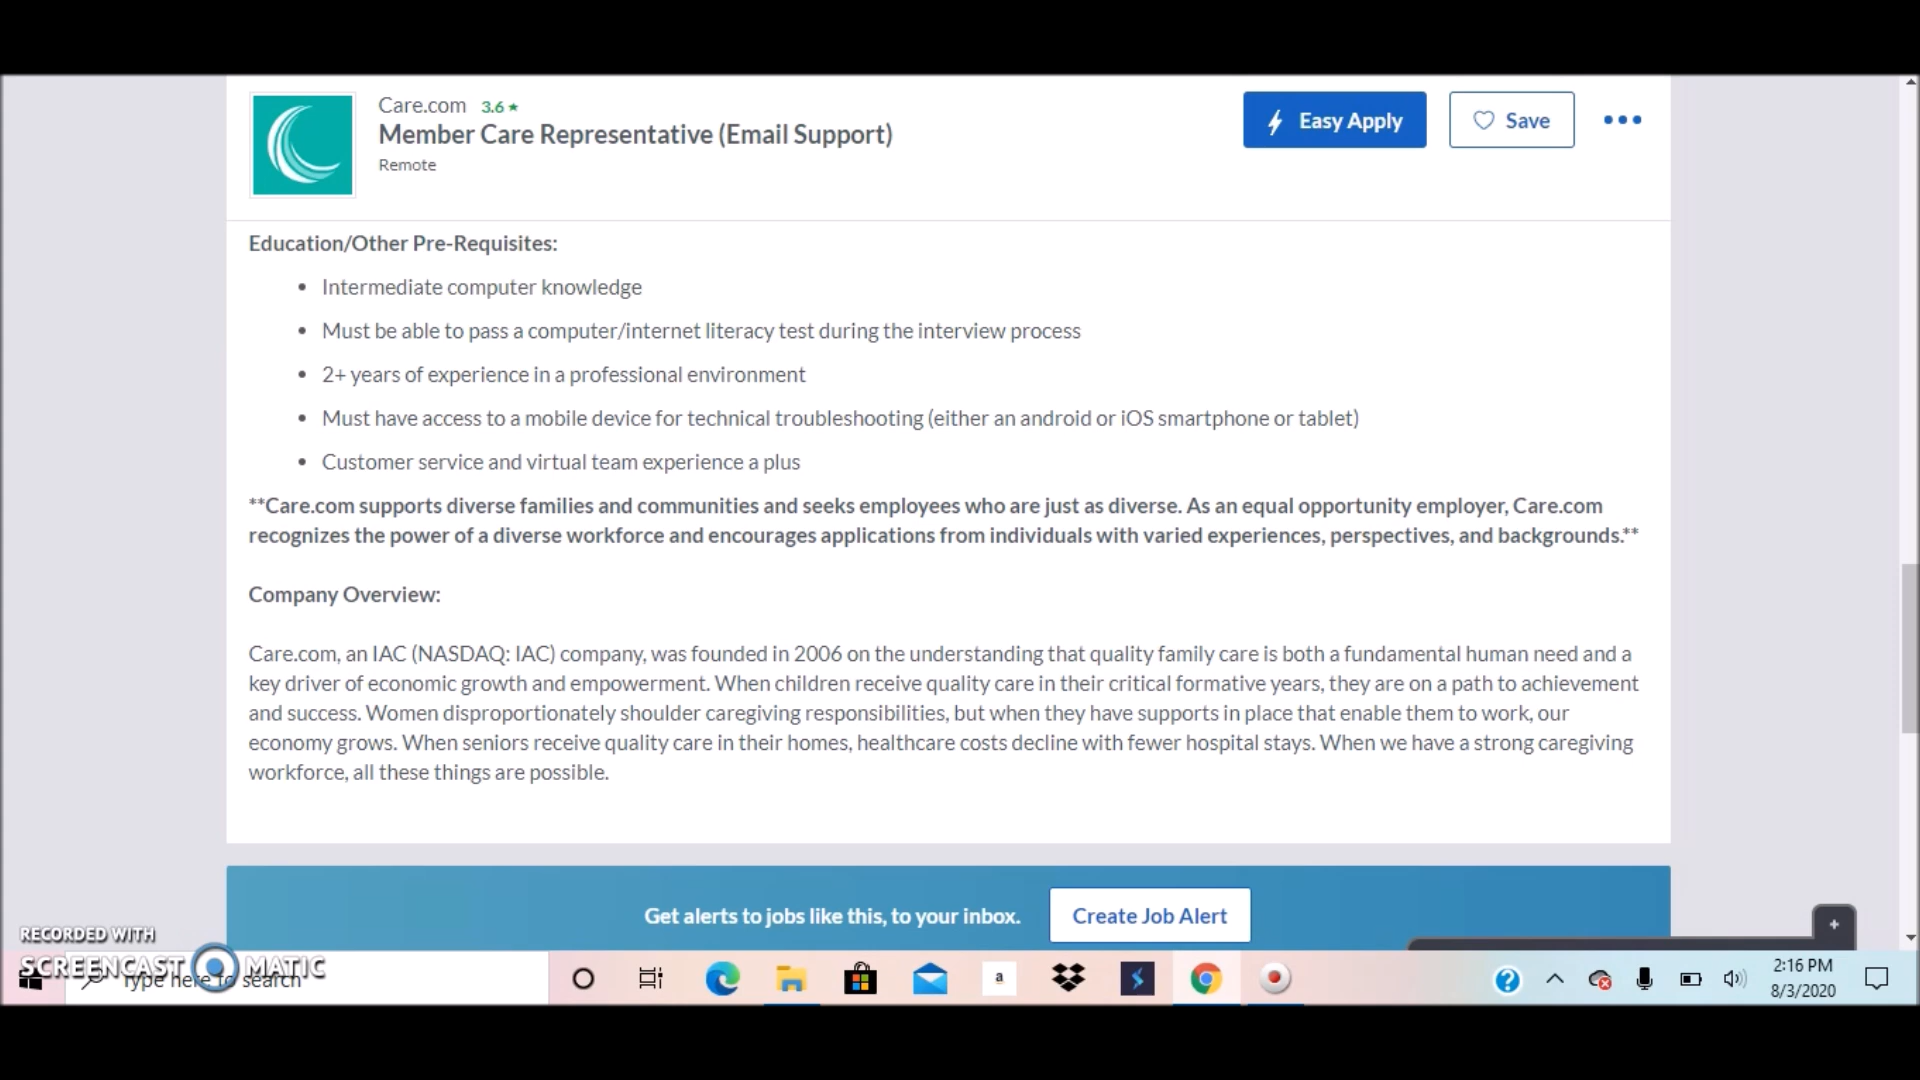 Care.com 3.6 ★
Member Care Representative (Email Support)
Remote
Easy Apply
Save
Education/Other Pre-Requisites:
• Intermediate computer knowledge
• Must be able to pass a computer/internet literacy test during the interview process
• 2+ years of experience in a professional environment
• Must have access to a mobile device for technical troubleshooting (either an android or iOS smartphone or tablet)
• Customer service and virtual team experience a plus
**Care.com supports diverse families and communities and seeks employees who are just as diverse. As an equal opportunity employer, Care.com
recognizes the power of a diverse workforce and encourages applications from individuals with varied experiences, perspectives, and backgrounds.**
Company Overview:
Care.com, an IAC (NASDAQ: IAC) company, was founded in 2006 on the understanding that quality family care is both a fundamental human need and a
key driver of economic growth and empowerment. When children receive quality care in their critical formative years, they are on a path to achievement
and success. Women disproportionately shoulder caregiving responsibilities, but when they have supports in place that enable them to work, our
economy grows. When seniors receive quality care in their homes, healthcare costs decline with fewer hospital stays. When we have a strong caregiving
workforce, all these things are possible.
Get alerts to jobs like this, to your inbox.
Create Job Alert
RECORDED WITH
SCREENCAST MATIC
Type here to search
a
2:16 PM
8/3/2020